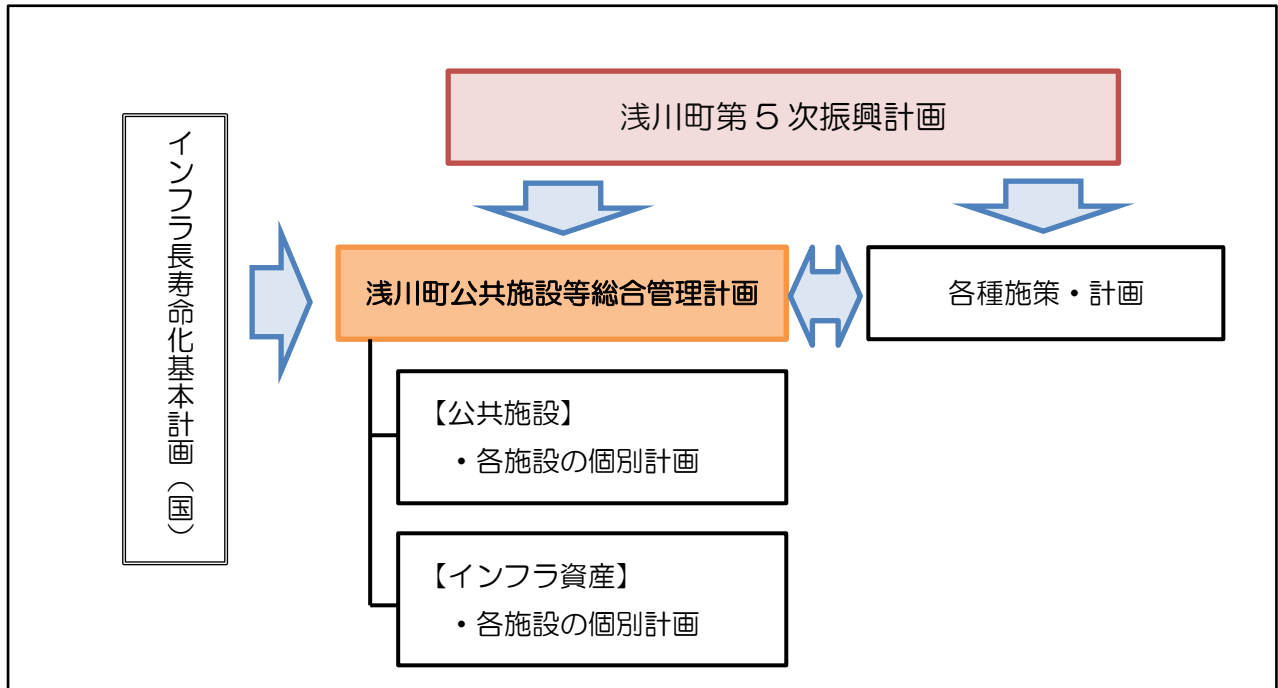 浅川町第5次振興計画
インフラ長寿命化基本計画（国）
浅川町公共施設等総合管理計画
各種施策・計画
【公共施設】
・各施設の個別計画
【インフラ資産】
・各施設の個別計画